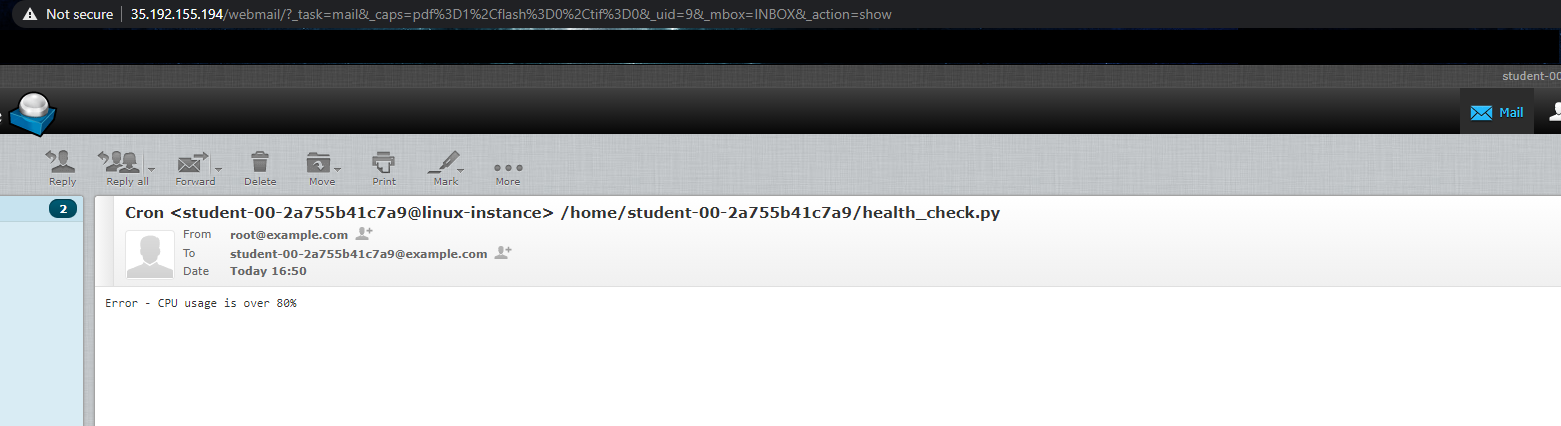 Not secure | 35.192.155.194/webmail/?_task=mail&_caps=pdf%3D1%2Cflash%3D0%2Ctif%3D0&_uid=9&_mbox=INBOX&_action=show
student-00
Mail
Reply Reply all Forward Delete Move Print Mark More
2
Cron <student-00-2a755b41c7a9@linux-instance> /home/student-00-2a755b41c7a9/health_check.py
From root@example.com
To student-00-2a755b41c7a9@example.com
Date Today 16:50
Error - CPU usage is over 80%